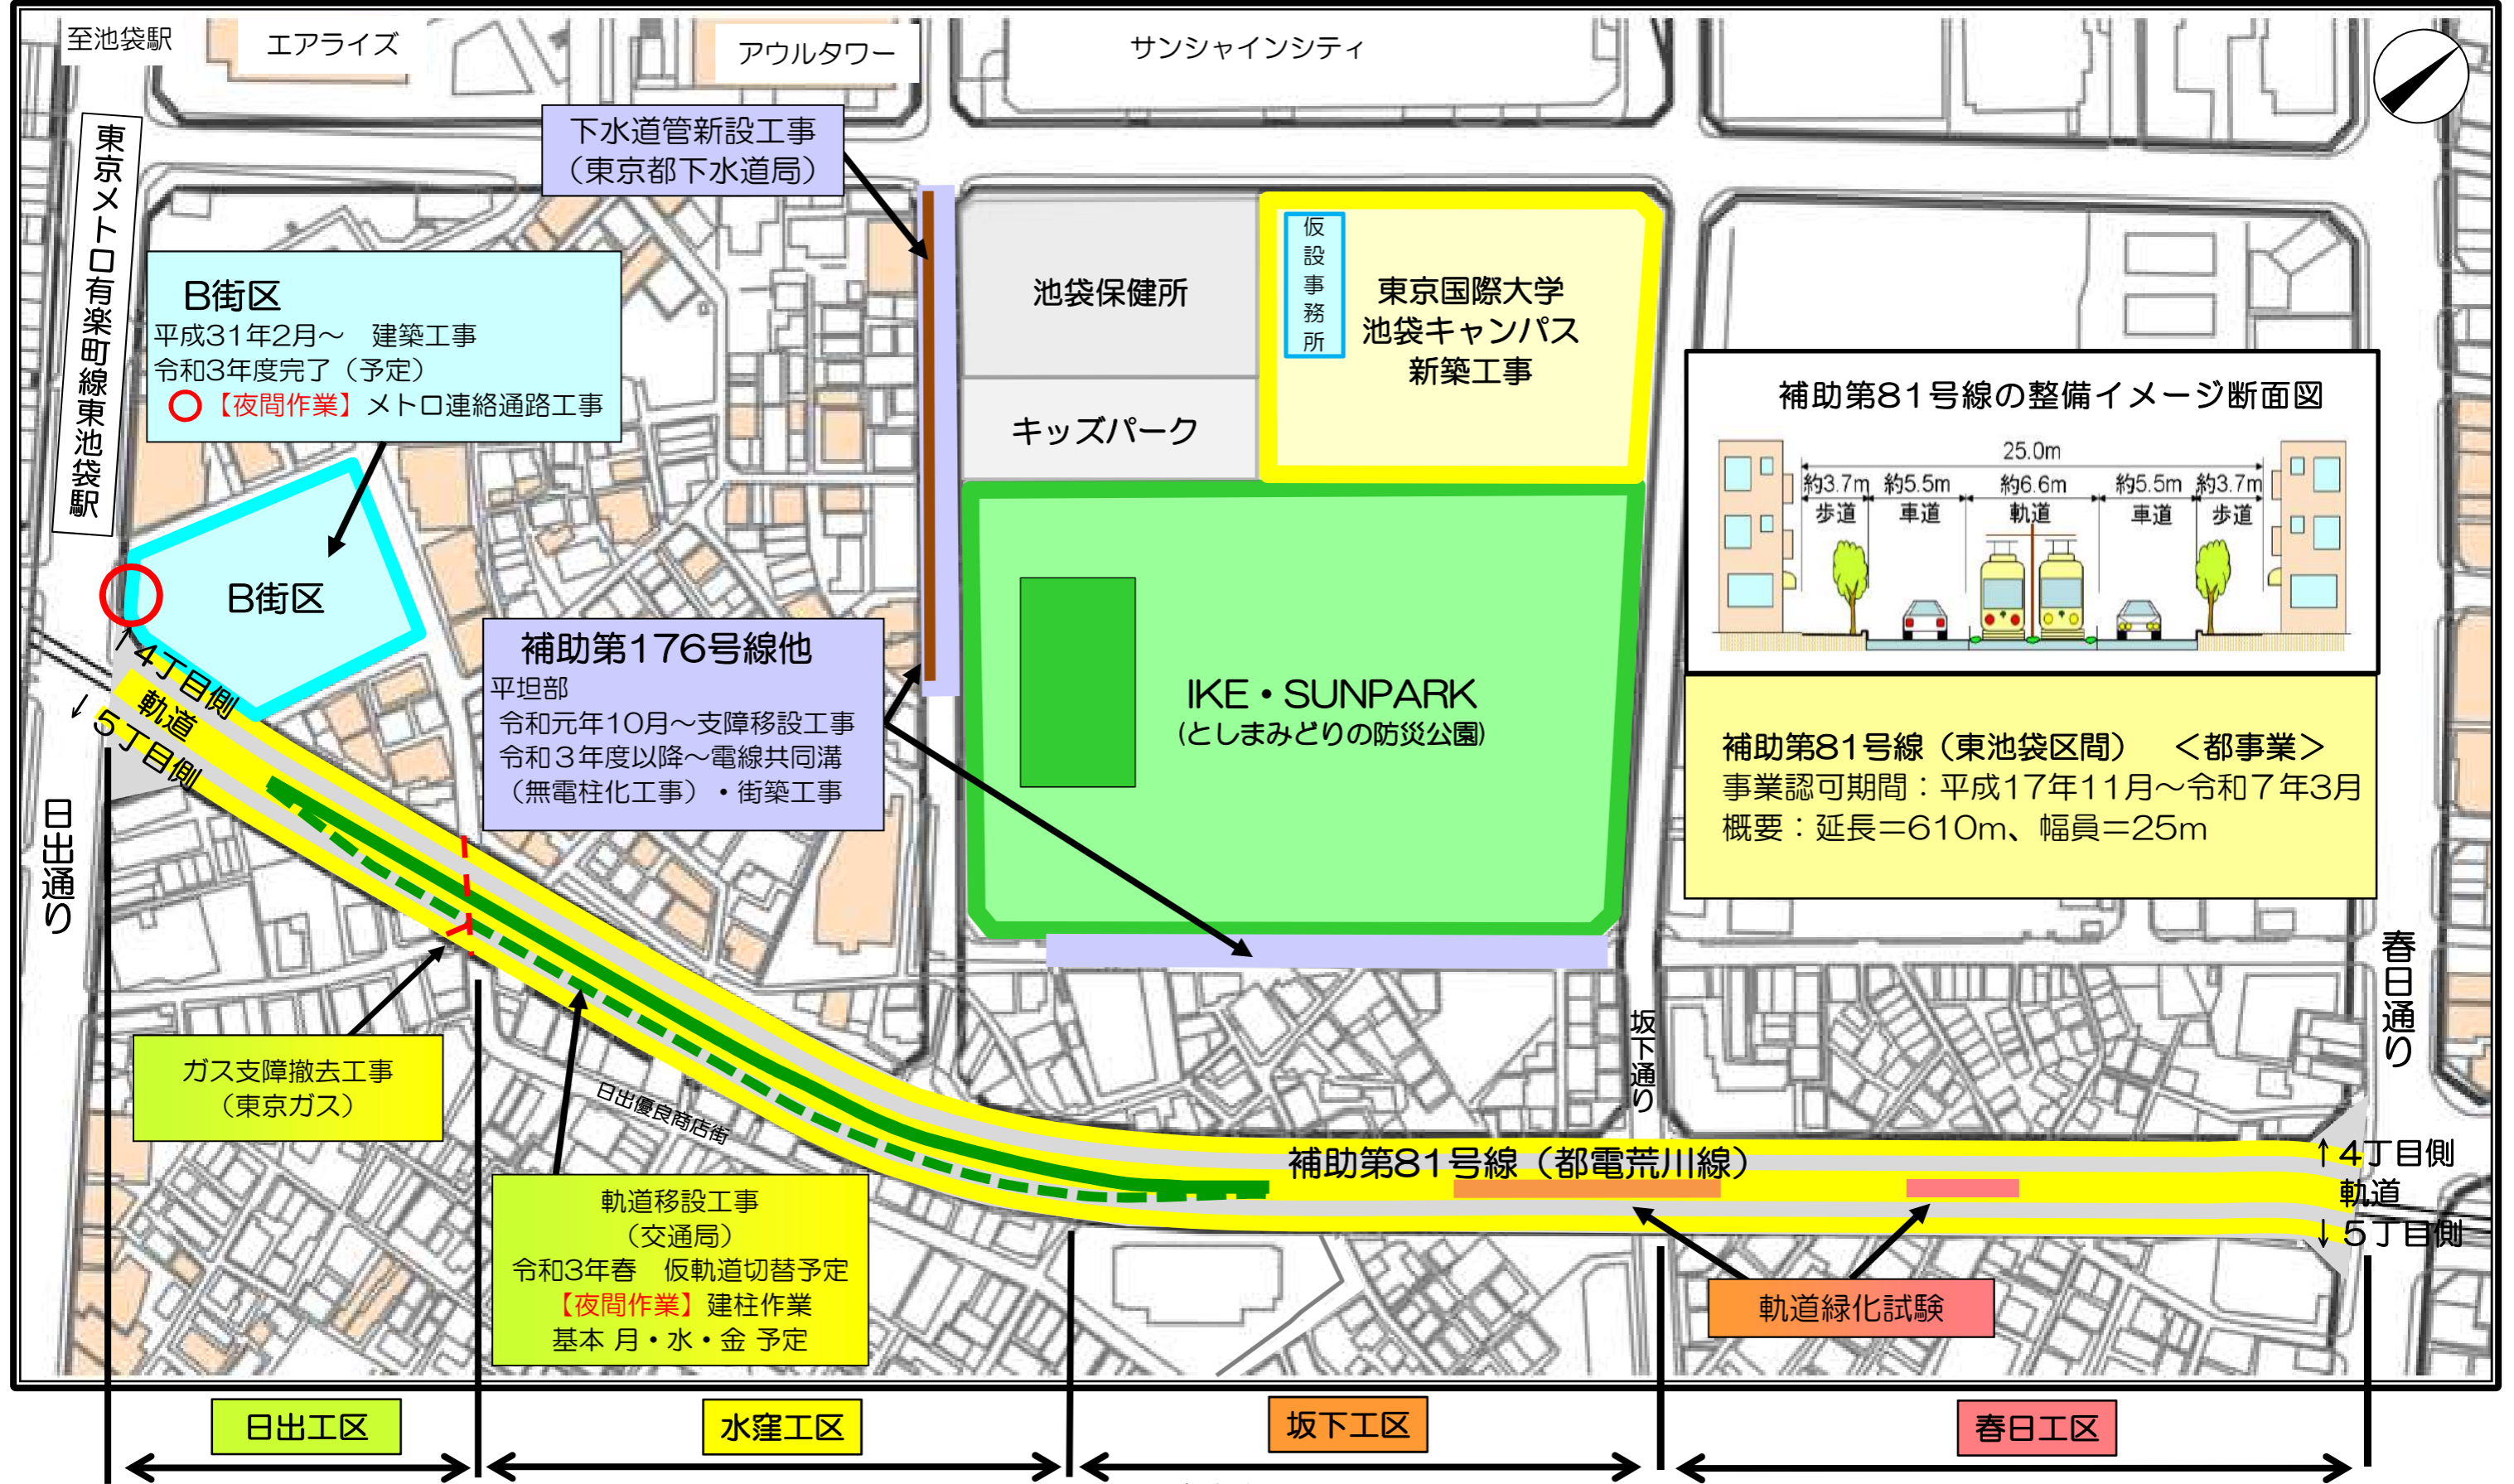 至池袋駅
エアライズ
アウルタワー
サンシャインシティ
東京メトロ有楽町線東池袋駅
下水道管新設工事
（東京都下水道局）
B街区
平成31年2月～　建築工事
令和3年度完了（予定）
【夜間作業】メトロ連絡通路工事
池袋保健所
キッズパーク
仮設事務所
東京国際大学
池袋キャンパス
新築工事
補助第81号線の整備イメージ断面図
25.0m
約3.7m 約5.5m 約6.6m 約5.5m 約3.7m
歩道 車道 軌道 車道 歩道
B街区
補助第176号線他
平坦部
令和元年10月～支障移設工事
令和３年度以降～電線共同溝
（無電柱化工事）・街築工事
IKE・SUNPARK
(としまみどりの防災公園)
補助第81号線（東池袋区間）　＜都事業＞
事業認可期間：平成17年11月～令和７年3月
概要：延長＝610m、幅員＝25m
↑4丁目側
軌道
↓5丁目側
日出通り
春日通り
坂下通り
ガス支障撤去工事
（東京ガス）
日出優良商店街
軌道移設工事
（交通局）
令和3年春　仮軌道切替予定
【夜間作業】建柱作業
基本 月・水・金 予定
補助第81号線（都電荒川線）
↑4丁目側
軌道
↓5丁目側
軌道緑化試験
日出工区
水窪工区
坂下工区
春日工区